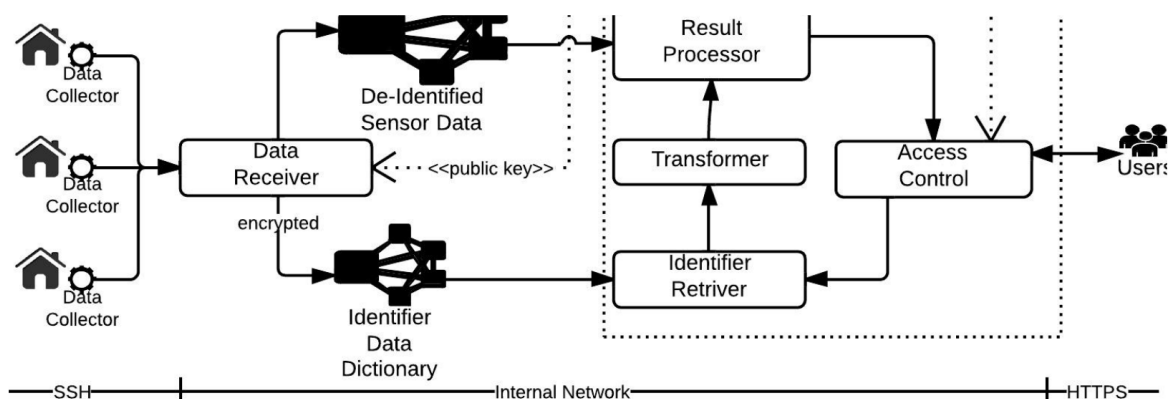 Data
Collector
Data
Collector
Data
Collector
Data
Receiver
encrypted
De-Identified
Sensor Data
<<public key>>
Identifier
Data
Dictionary
Result
Processor
Transformer
Identifier
Retriver
Access
Control
Users
SSH
Internal Network
HTTPS